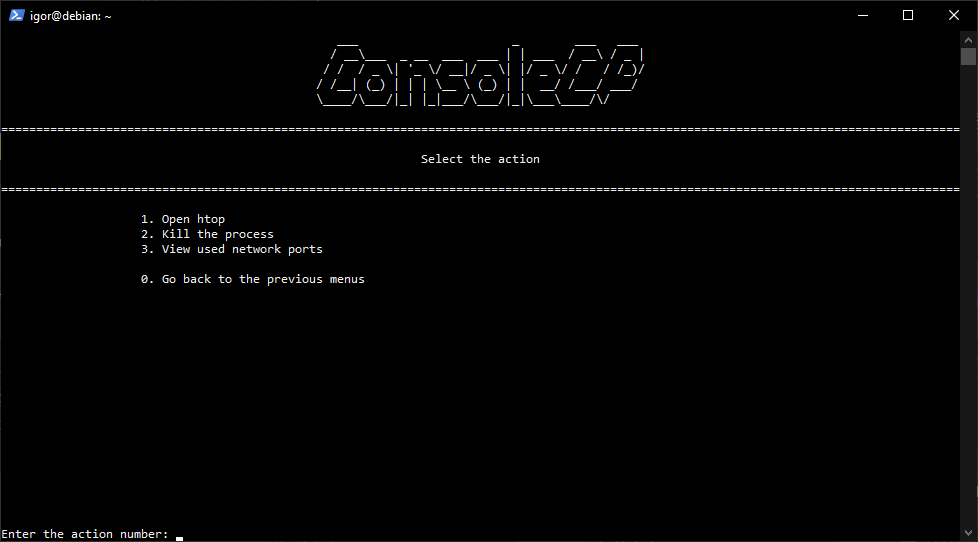 igor@debian: ~
ConsoleCP
Select the action
1. Open htop
2. Kill the process
3. View used network ports
0. Go back to the previous menus
Enter the action number: